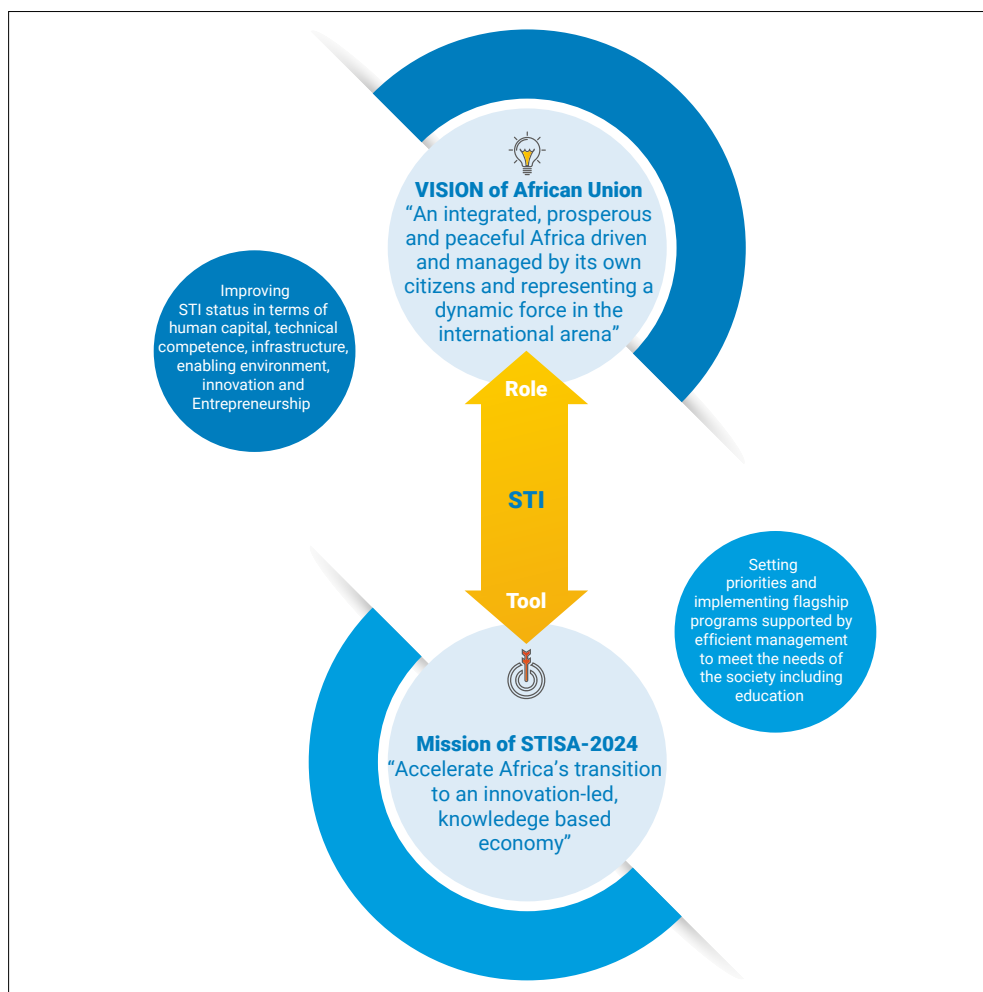 VISION of African Union
“An integrated, prosperous
and peaceful Africa driven
and managed by its own
citizens and representing a
dynamic force in the
international arena”
Improving
STI status in terms of
human capital, technical
competence, infrastructure,
enabling environment,
innovation and
Entrepreneurship
Role
STI
Tool
Setting
priorities and
implementing flagship
programs supported by
efficient management
to meet the needs of
the society including
education
Mission of STISA-2024
“Accelerate Africa’s transition
to an innovation-led,
knowledege based
economy”